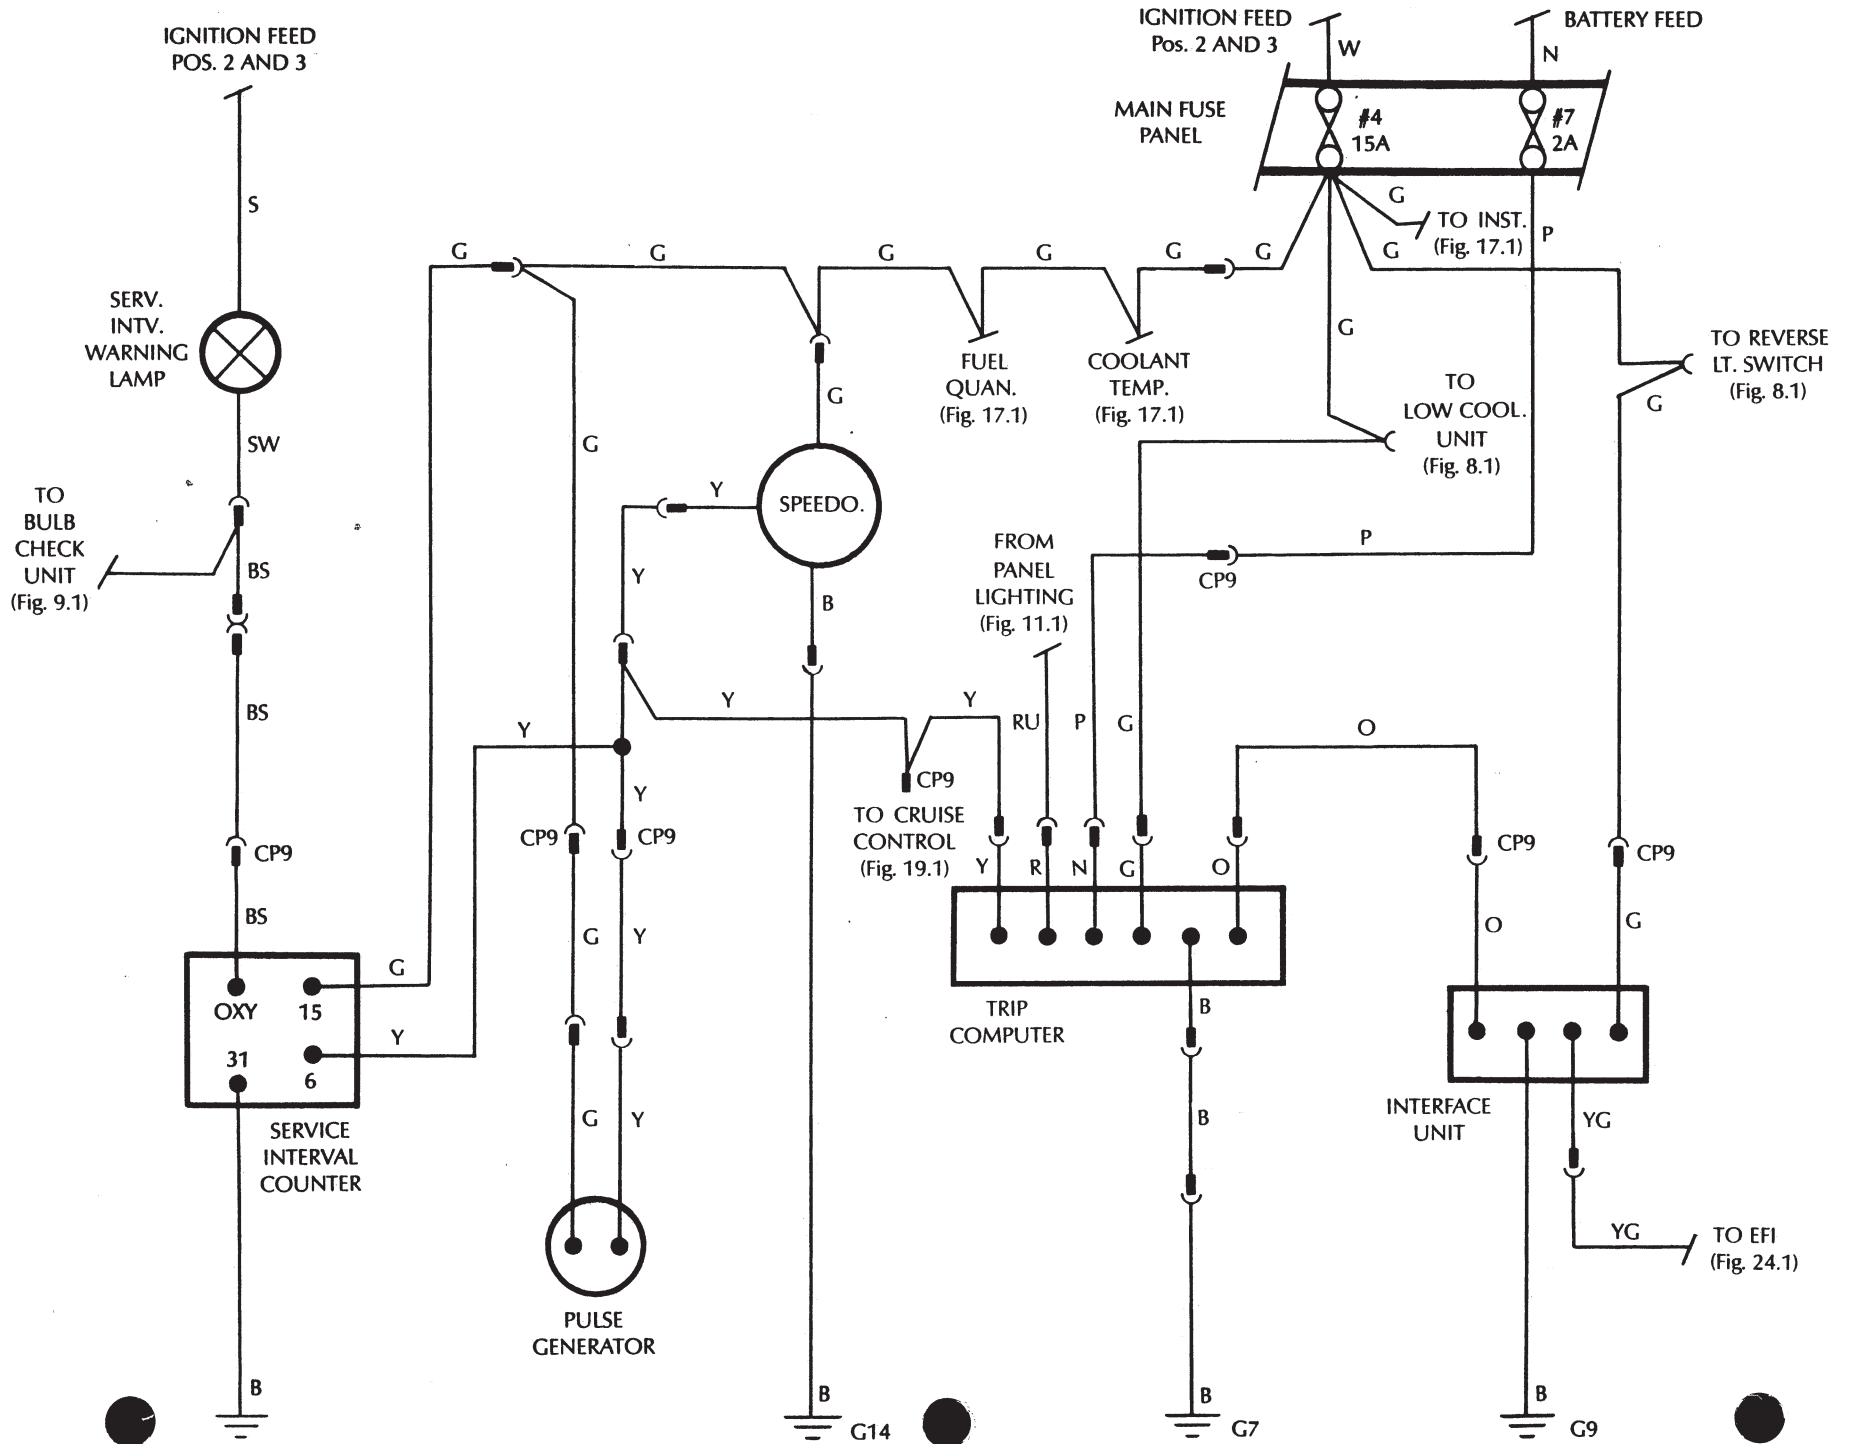 IGNITION FEED
POS. 2 AND 3
IGNITION FEED
Pos. 2 AND 3
W
BATTERY FEED
N
MAIN FUSE
PANEL
#4
15A
#7
2A
S
G
G
G
G
G
G
G
TO INST.
(Fig. 17.1)
G
P
SERV.
INTV.
WARNING
LAMP
G
FUEL
QUAN.
(Fig. 17.1)
COOLANT
TEMP.
(Fig. 17.1)
TO
LOW COOL.
UNIT
(Fig. 8.1)
TO REVERSE
LT. SWITCH
(Fig. 8.1)
G
G
SW
G
TO
BULB
CHECK
UNIT
(Fig. 9.1)
BS
Y
SPEEDO.
Y
B
FROM
PANEL
LIGHTING
(Fig. 11.1)
P
CP9
BS
Y
Y
Y
RU
P
G
O
Y
CP9
CP9
CP9
TO CRUISE
CONTROL
(Fig. 19.1)
Y
R
N
G
O
CP9
CP9
CP9
BS
G
Y
O
G
OXY
15
31
6
G
Y
SERVICE
INTERVAL
COUNTER
TRIP
COMPUTER
B
G
Y
B
INTERFACE
UNIT
YG
YG
TO EFI
(Fig. 24.1)
PULSE
GENERATOR
B
B
G14
B
G7
B
G9